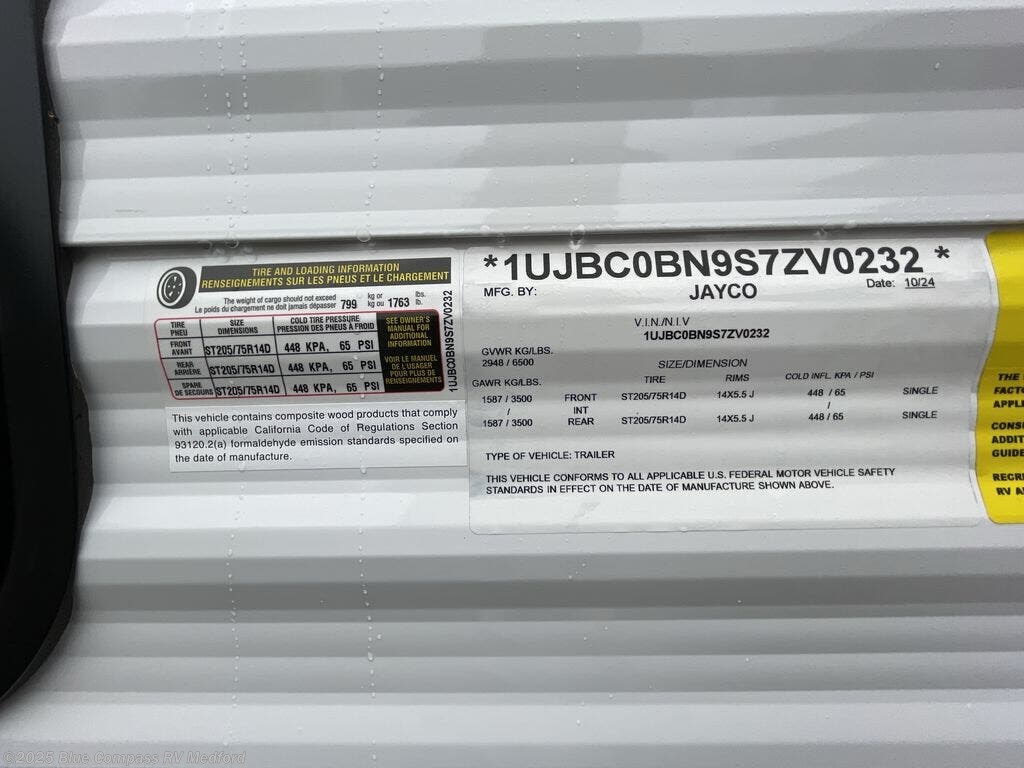 TIRE AND LOADING INFORMATION
RENSEIGNEMENTS SUR LES PNEUS ET LE CHARGEMENT
The weight of cargo should not exceed 799 kg or 1763 lbs.
Le poids du chargement ne doit jamais dépasser kg ou lb.
TIRE PNEU SIZE DIMENSIONS COLD TIRE PRESSURE PRESSION DES PNEUS À FROID
FRONT AVANT ST205/75R14D 448 KPA, 65 PSI
REAR ARRIÈRE ST205/75R14D 448 KPA, 65 PSI
SPARE DE SECOURS ST205/75R14D 448 KPA, 65 PSI
SEE OWNER'S
MANUAL FOR
ADDITIONAL
INFORMATION
VOIR LE MANUEL
DE L'USAGER
POUR PLUS DE
RENSEIGNEMENTS
1UJBC0BN9S7ZV0232
This vehicle contains composite wood products that comply
with applicable California Code of Regulations Section
93120.2(a) formaldehyde emission standards specified on
the date of manufacture.
*1UJBC0BN9S7ZV0232 *
MFG. BY: JAYCO Date: 10/24
V.I.N./N.I.V
1UJBC0BN9S7ZV0232
GVWR KG/LBS.
2948 / 6500
SIZE/DIMENSION
GAWR KG/LBS. TIRE RIMS COLD INFL. KPA / PSI
1587 / 3500 FRONT ST205/75R14D 14X5.5 J 448 / 65 SINGLE
/ INT /
1587 / 3500 REAR ST205/75R14D 14X5.5 J 448 / 65 SINGLE
TYPE OF VEHICLE: TRAILER
THIS VEHICLE CONFORMS TO ALL APPLICABLE U.S. FEDERAL MOTOR VEHICLE SAFETY
STANDARDS IN EFFECT ON THE DATE OF MANUFACTURE SHOWN ABOVE.
THE
FACTO
APPL
CONSU
ADDIT
GUIDE
RECRE
RV A
©2025 Blue Compass RV Medford